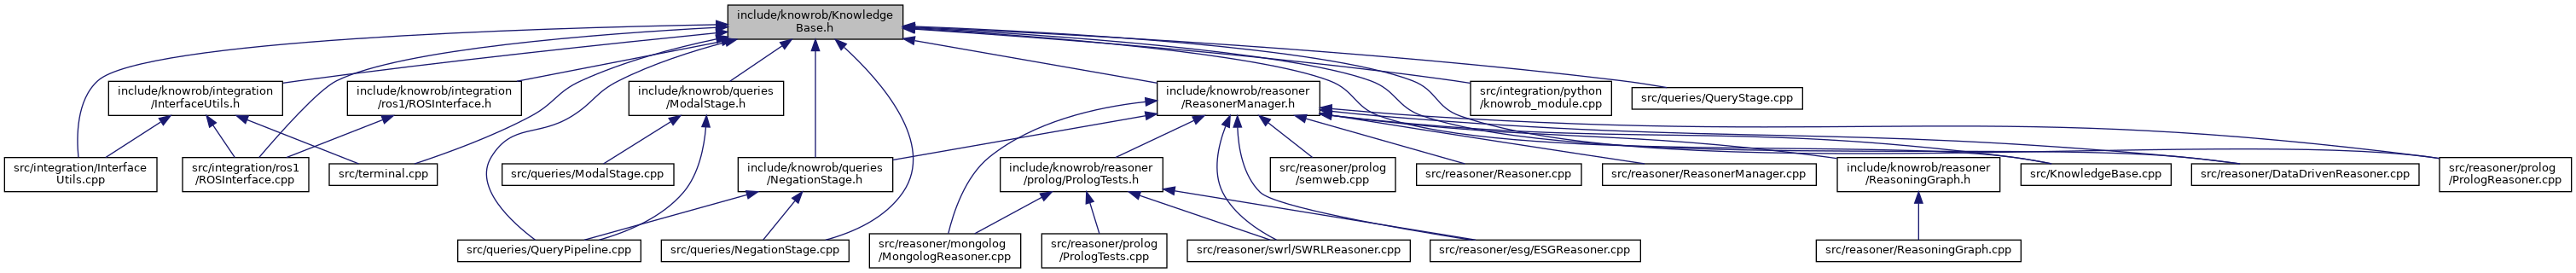 include/knowrob/Knowledge
Base.h
include/knowrob/integration
/InterfaceUtils.h
include/knowrob/integration
/ros1/ROSInterface.h
include/knowrob/queries
/ModalStage.h
include/knowrob/reasoner
/ReasonerManager.h
src/integration/python
/knowrob_module.cpp
src/queries/QueryStage.cpp
src/integration/Interface
Utils.cpp
src/integration/ros1
/ROSInterface.cpp
src/terminal.cpp
src/queries/ModalStage.cpp
include/knowrob/queries
/NegationStage.h
include/knowrob/reasoner
/prolog/PrologTests.h
src/reasoner/prolog
/semweb.cpp
src/reasoner/Reasoner.cpp
src/reasoner/ReasonerManager.cpp
include/knowrob/reasoner
/ReasoningGraph.h
src/KnowledgeBase.cpp
src/reasoner/DataDrivenReasoner.cpp
src/reasoner/prolog
/PrologReasoner.cpp
src/queries/QueryPipeline.cpp
src/queries/NegationStage.cpp
src/reasoner/mongolog
/MongologReasoner.cpp
src/reasoner/prolog
/PrologTests.cpp
src/reasoner/swrl/SWRLReasoner.cpp
src/reasoner/esg/ESGReasoner.cpp
src/reasoner/ReasoningGraph.cpp